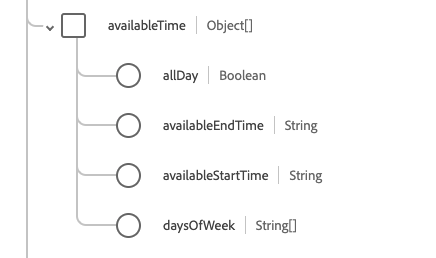 availableTime | Object[]
allDay | Boolean
availableEndTime | String
availableStartTime | String
daysOfWeek | String[]